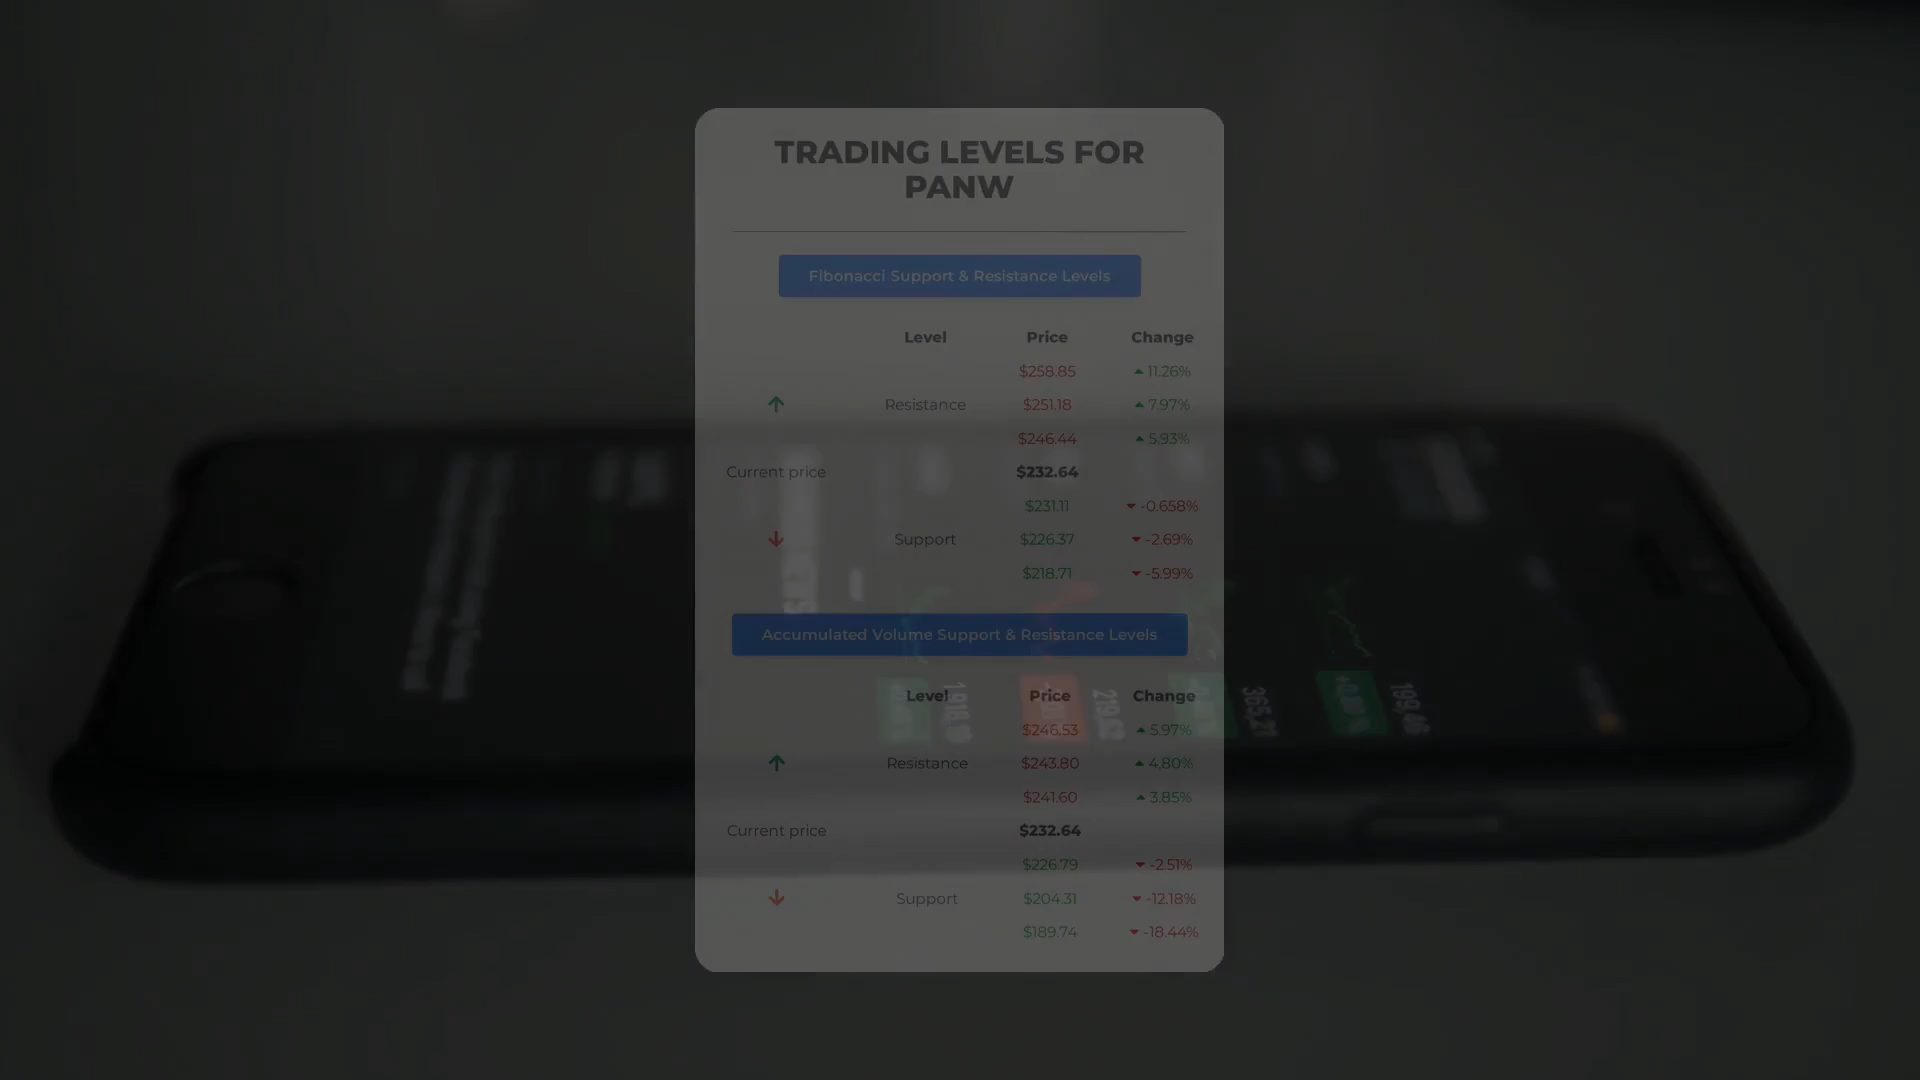 TRADING LEVELS FOR
PANW
Fibonacci Support & Resistance Levels
Level Price Change
$258.85 11.26%
Resistance $251.18 7.97%
$246.44 5.93%
Current price $232.64
$231.11 -0.658%
Support $226.37 -2.69%
$218.71 -5.99%
Accumulated Volume Support & Resistance Levels
Level Price Change
$246.53 5.97%
Resistance $243.80 4.80%
$241.60 3.85%
Current price $232.64
$226.79 -2.51%
Support $204.31 -12.18%
$189.74 -18.44%
365,21
199,46